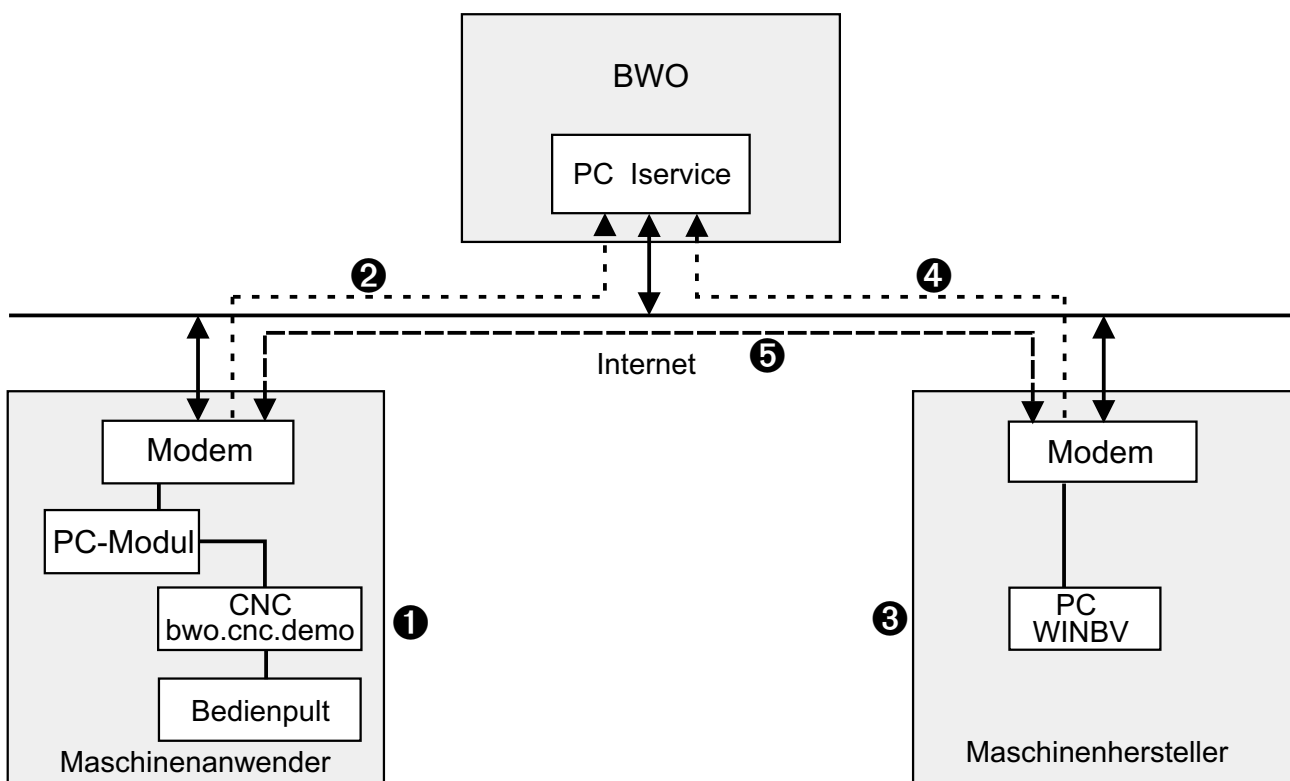 BWO
PC Iservice
❷
❹
Internet
❺
Modem
PC-Modul
CNC
bwo.cnc.demo
Bedienpult
Maschinenanwender
❶
❸
Modem
PC
WINBV
Maschinenhersteller